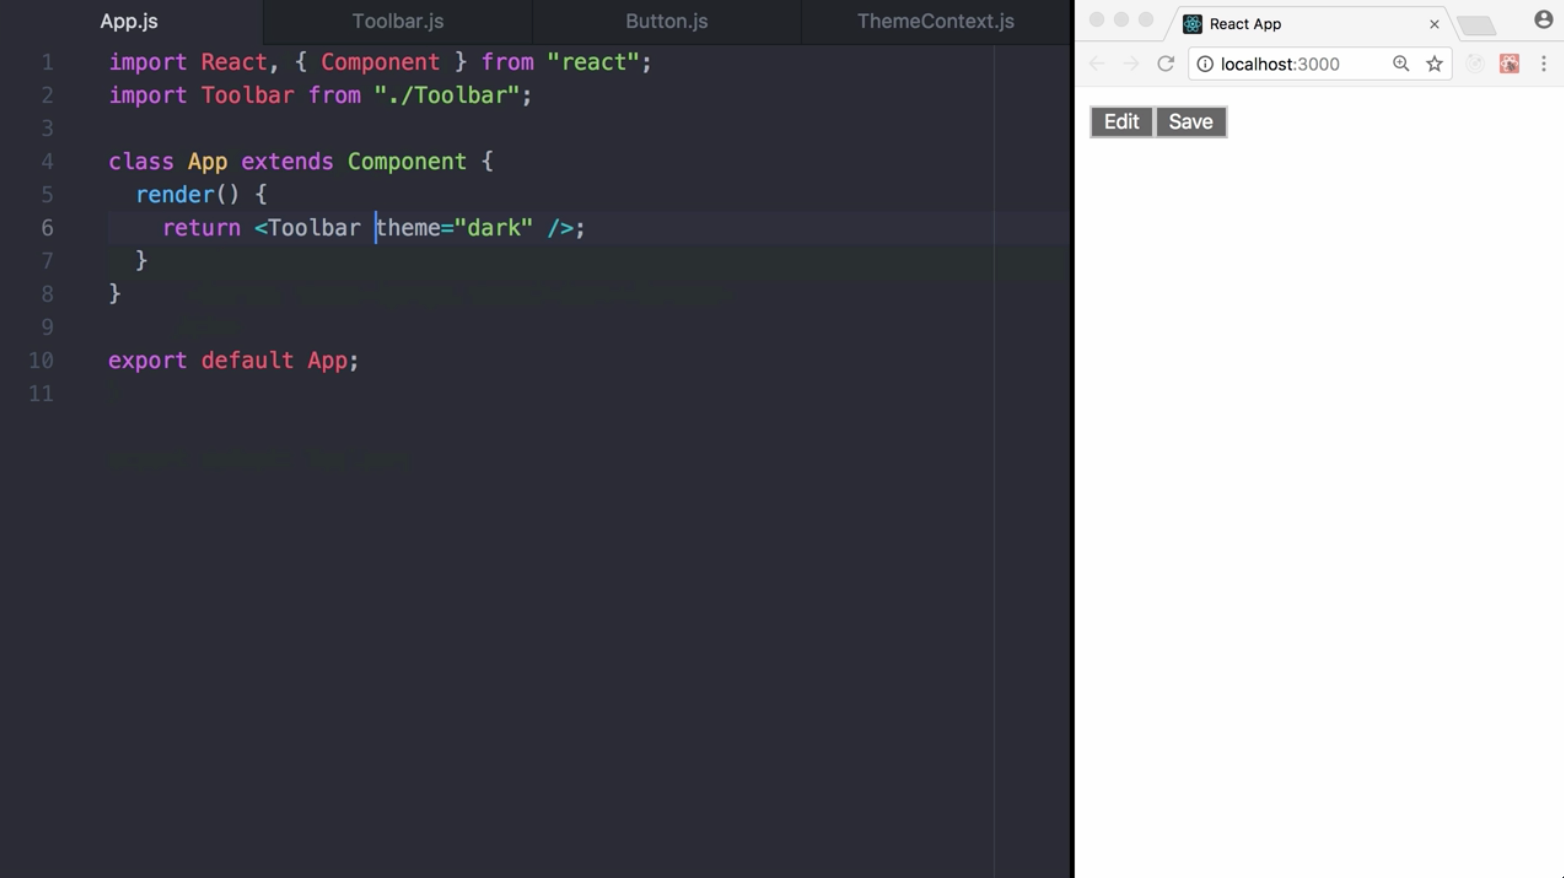 App.js
Toolbar.js
Button.js
ThemeContext.js
1 import React, { Component } from "react";
2 import Toolbar from "./Toolbar";
3
4 class App extends Component {
5 render() {
6 return <Toolbar theme="dark" />;
7 }
8 }
9
10 export default App;
11
React App
localhost:3000
Edit Save